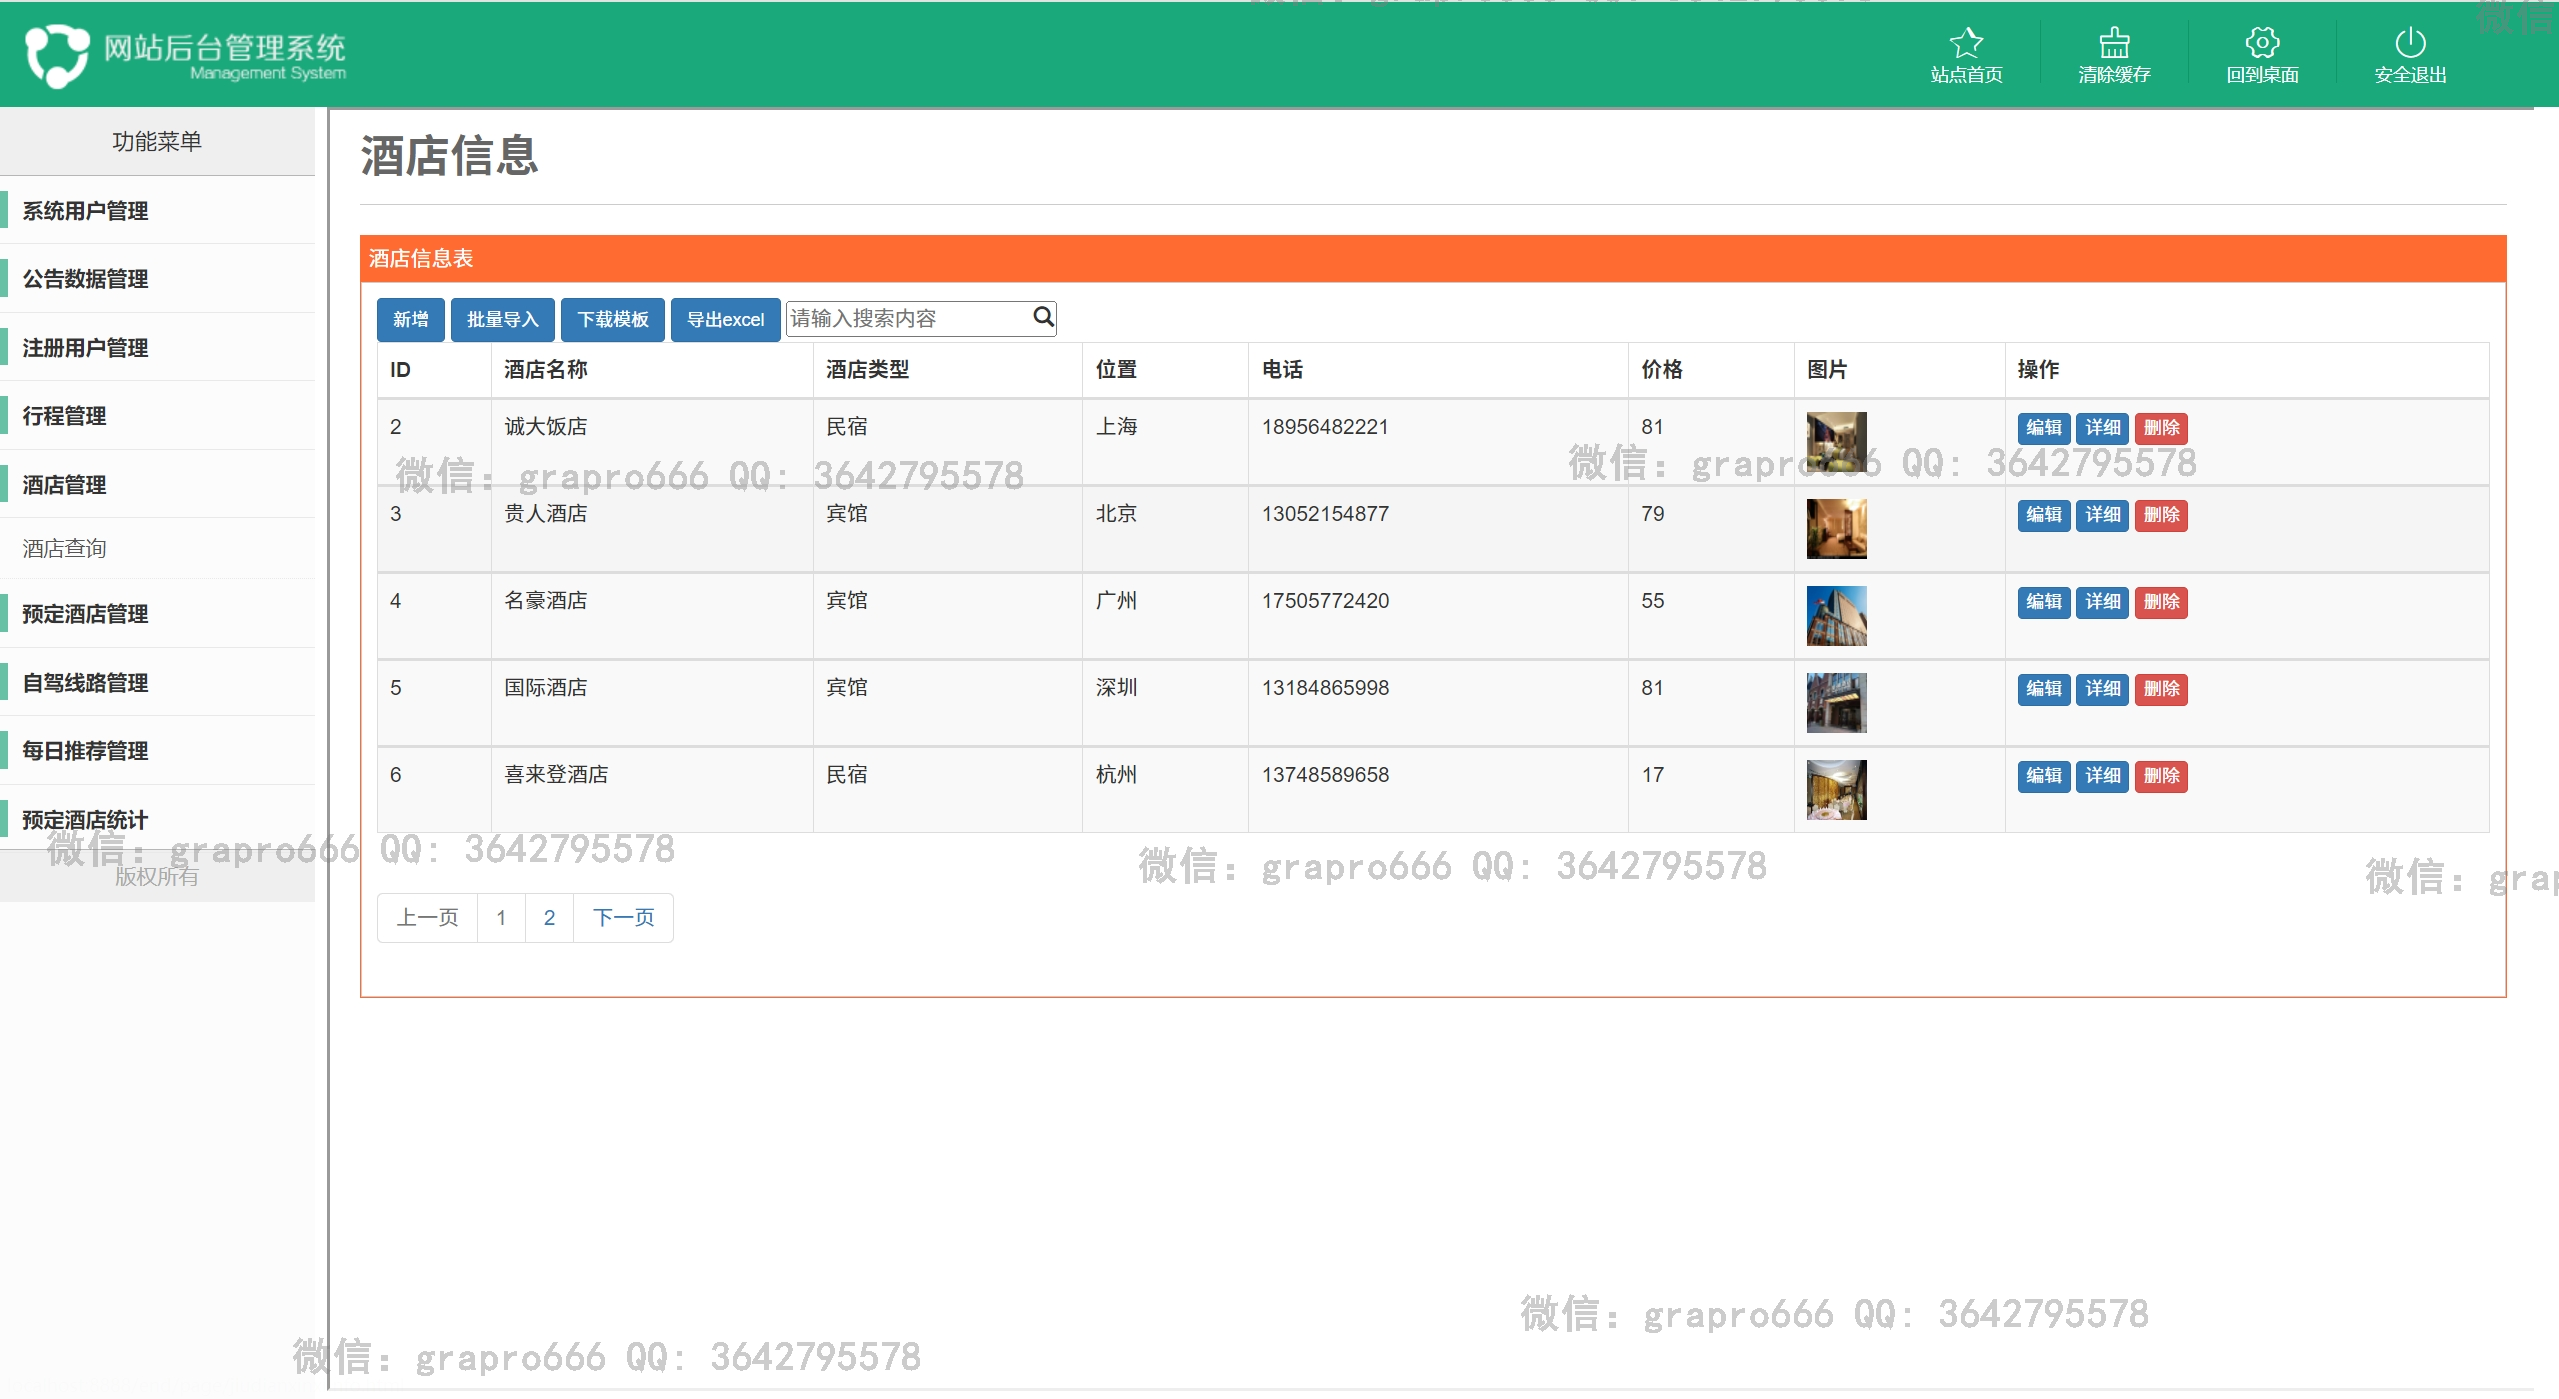 网站后台管理系统
Management System
站点首页 清除缓存 回到桌面 安全退出
功能菜单
系统用户管理
公告数据管理
注册用户管理
行程管理
酒店管理
酒店查询
预定酒店管理
自驾线路管理
每日推荐管理
预定酒店统计
版权所有
酒店信息
酒店信息表
新增 批量导入 下载模板 导出excel 请输入搜索内容
ID 酒店名称 酒店类型 位置 电话 价格 图片 操作
2 诚大饭店 民宿 上海 18956482221 81 编辑 详细 删除
3 贵人酒店 宾馆 北京 13052154877 79 编辑 详细 删除
4 名豪酒店 宾馆 广州 17505772420 55 编辑 详细 删除
5 国际酒店 宾馆 深圳 13184865998 81 编辑 详细 删除
6 喜来登酒店 民宿 杭州 13748589658 17 编辑 详细 删除
上一页 1 2 下一页
微信
微信：grapro666 QQ: 3642795578
微信：grapro666 QQ: 3642795578
微信：grapro666 QQ: 3642795578
微信：grapro666 QQ: 3642795578
微信：grap
微信：grapro666 QQ: 3642795578
微信：grapro666 QQ: 3642795578